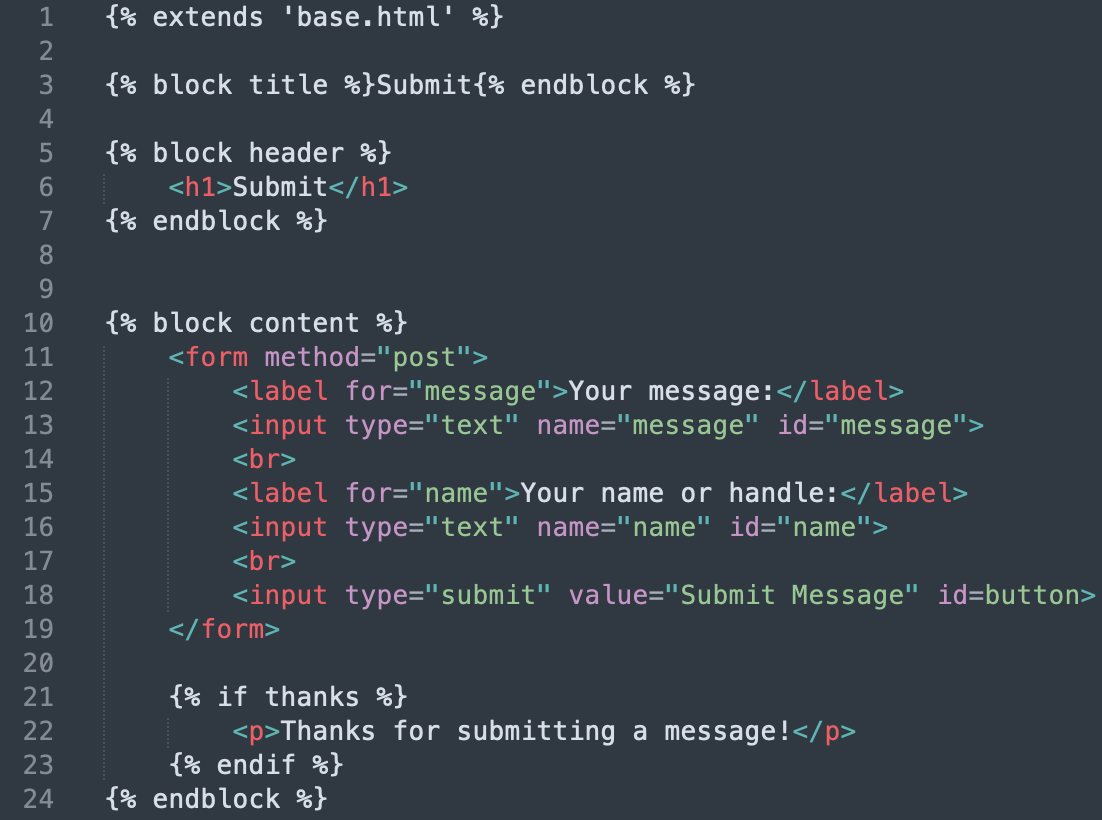 1 {% extends 'base.html' %}
2
3 {% block title %}Submit{% endblock %}
4
5 {% block header %}
6     <h1>Submit</h1>
7 {% endblock %}
8
9
10 {% block content %}
11     <form method="post">
12         <label for="message">Your message:</label>
13         <input type="text" name="message" id="message">
14         <br>
15         <label for="name">Your name or handle:</label>
16         <input type="text" name="name" id="name">
17         <br>
18         <input type="submit" value="Submit Message" id=button>
19     </form>
20
21     {% if thanks %}
22         <p>Thanks for submitting a message!</p>
23     {% endif %}
24 {% endblock %}